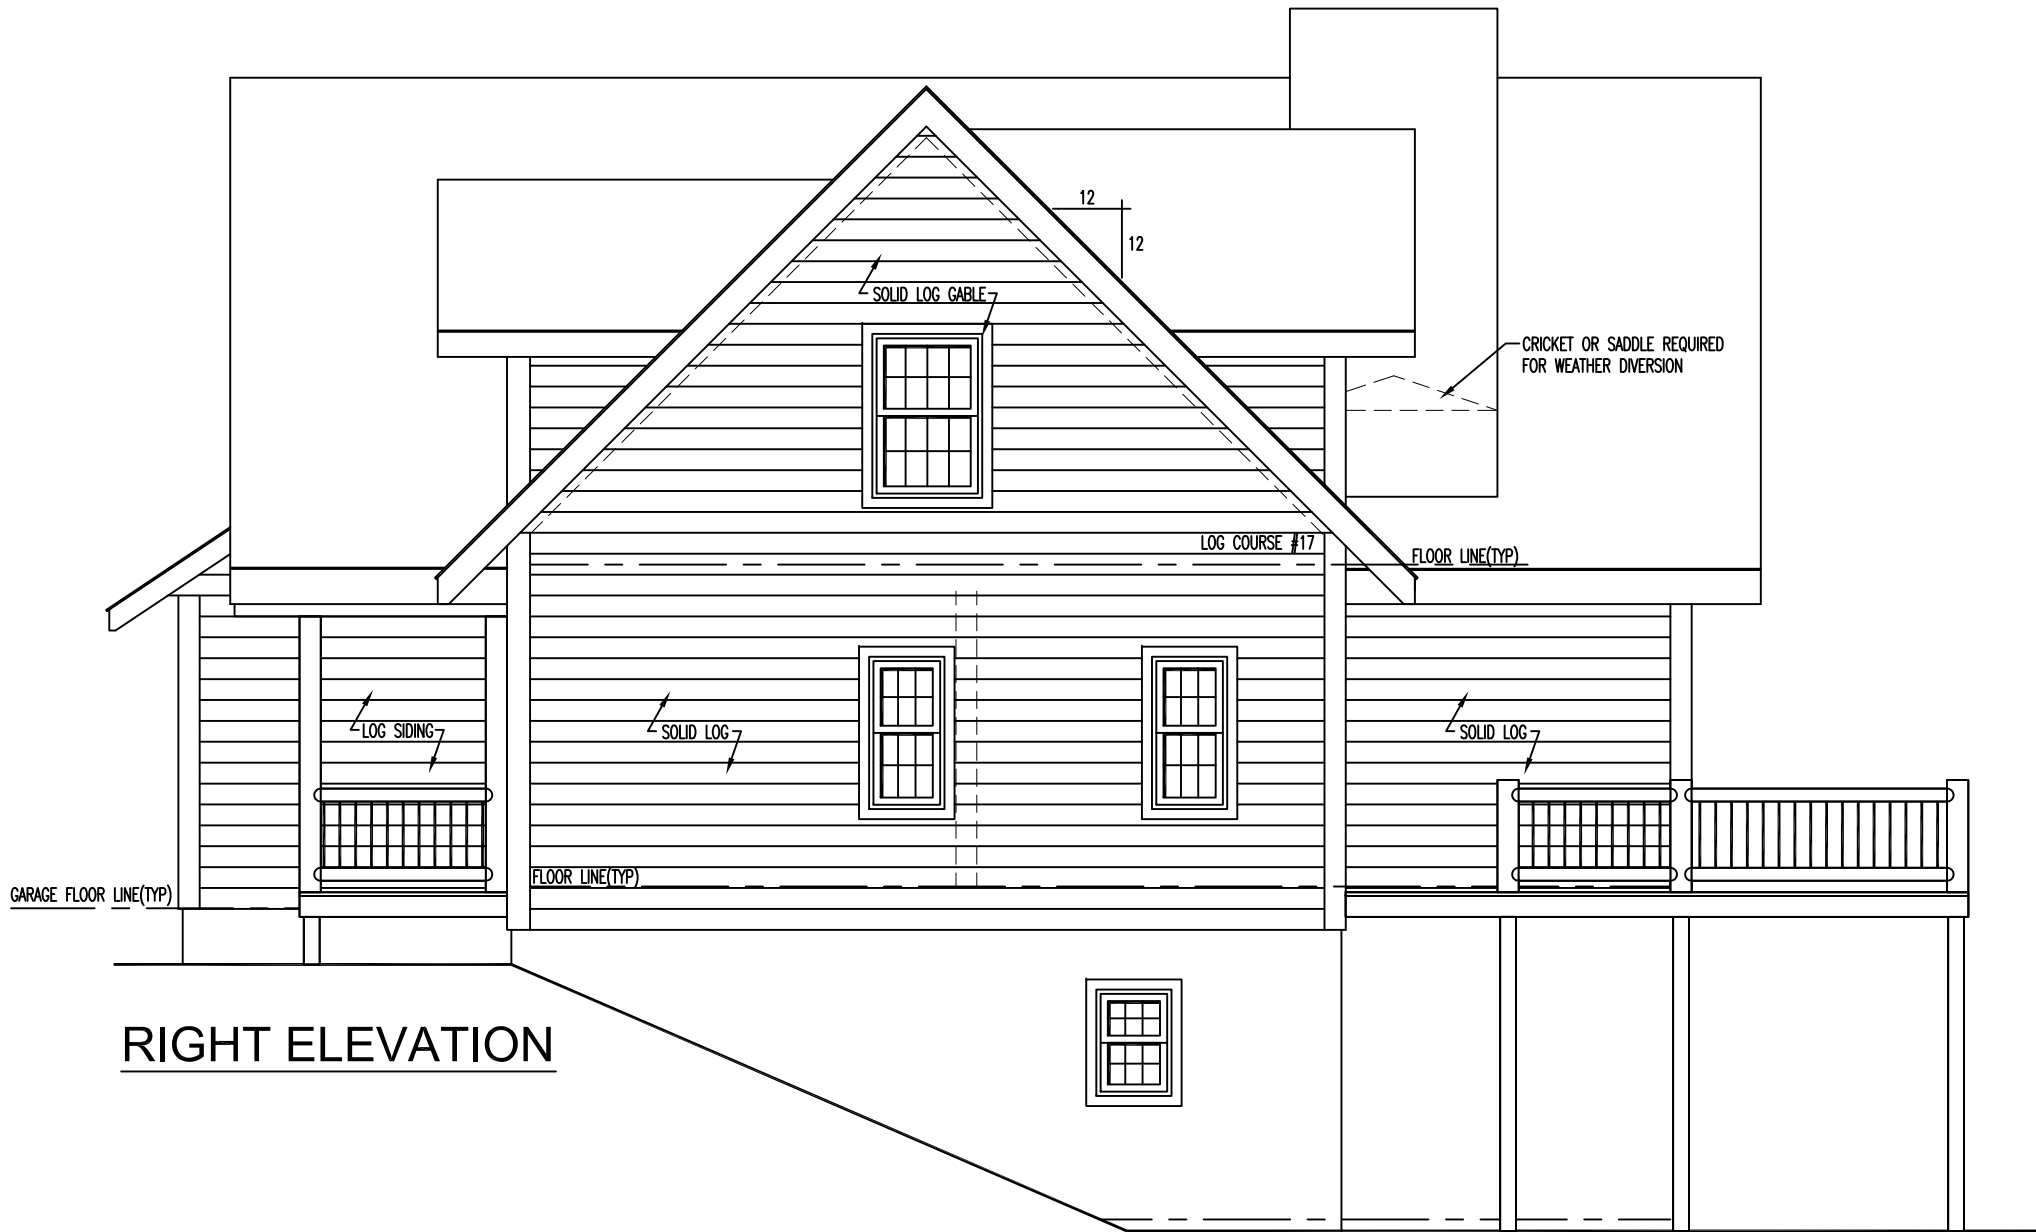 12
12
SOLID LOG GABLE
CRICKET OR SADDLE REQUIRED
FOR WEATHER DIVERSION
LOG COURSE #17
FLOOR LINE(TYP)
LOG SIDING
SOLID LOG
SOLID LOG
FLOOR LINE(TYP)
GARAGE FLOOR LINE(TYP)
RIGHT ELEVATION